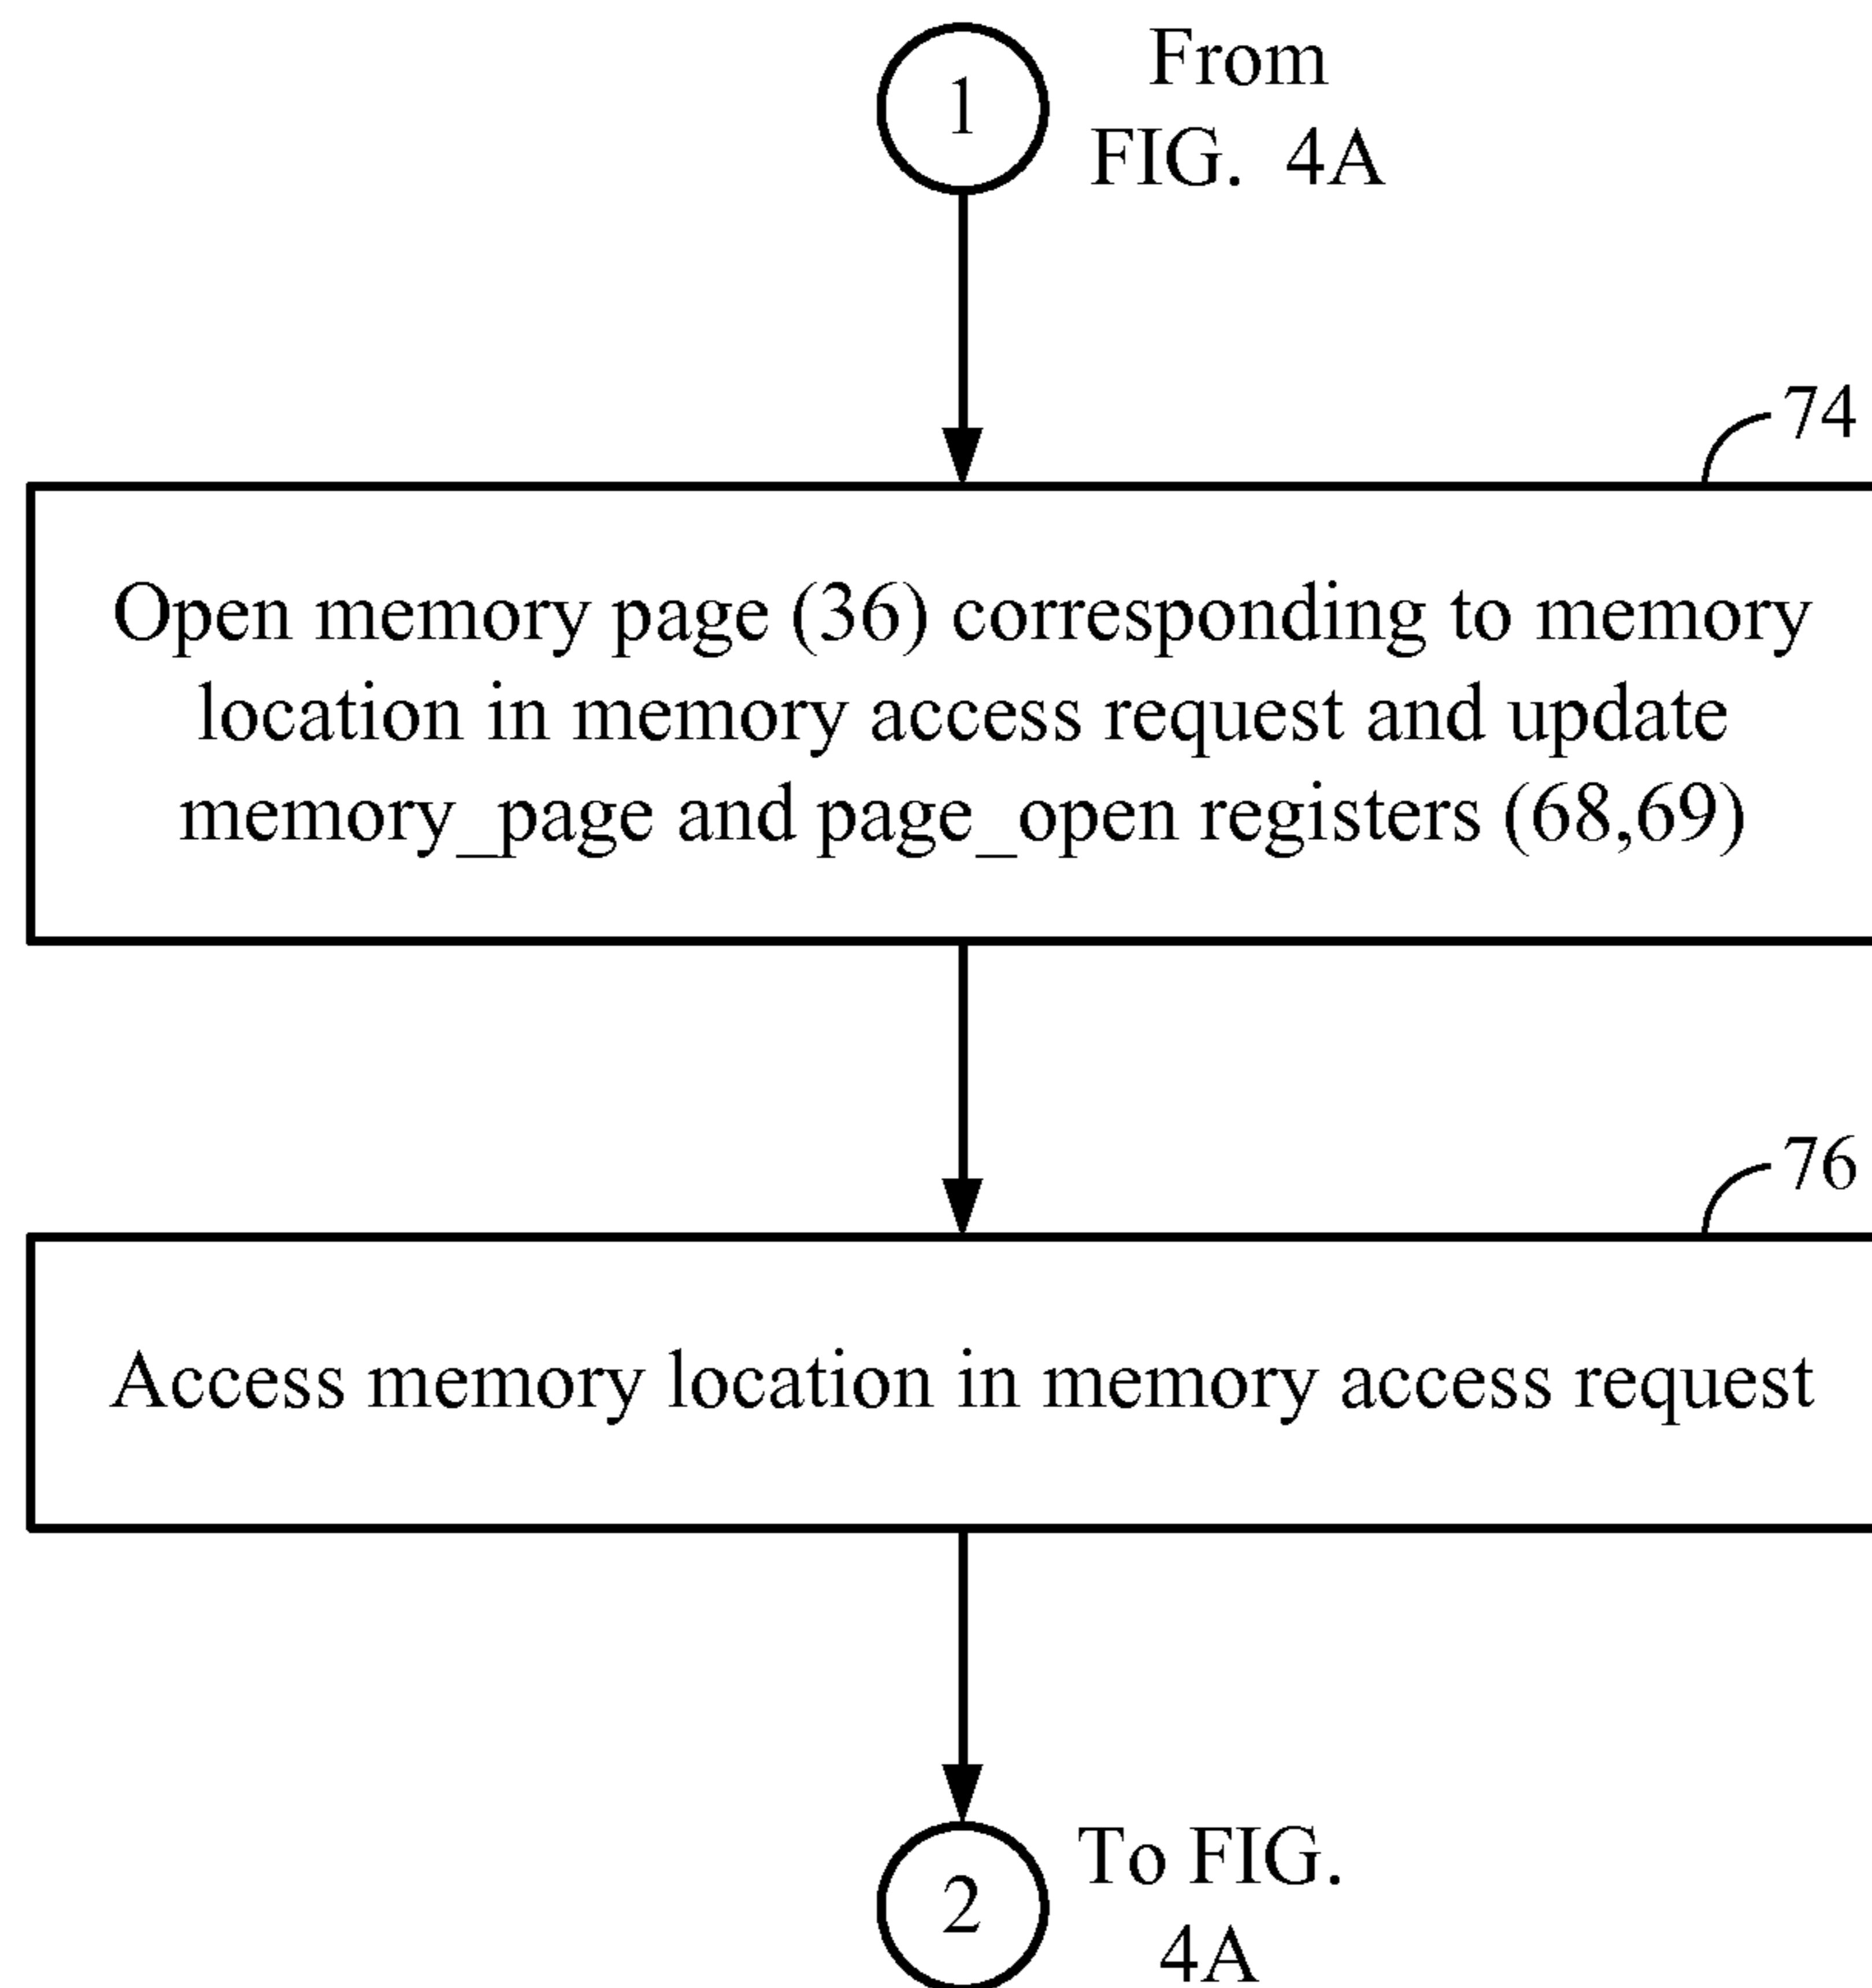 1
From
FIG. 4A
74
Open memory page (36) corresponding to memory
location in memory access request and update
memory_page and page_open registers (68,69)
76
Access memory location in memory access request
2
To FIG.
4A